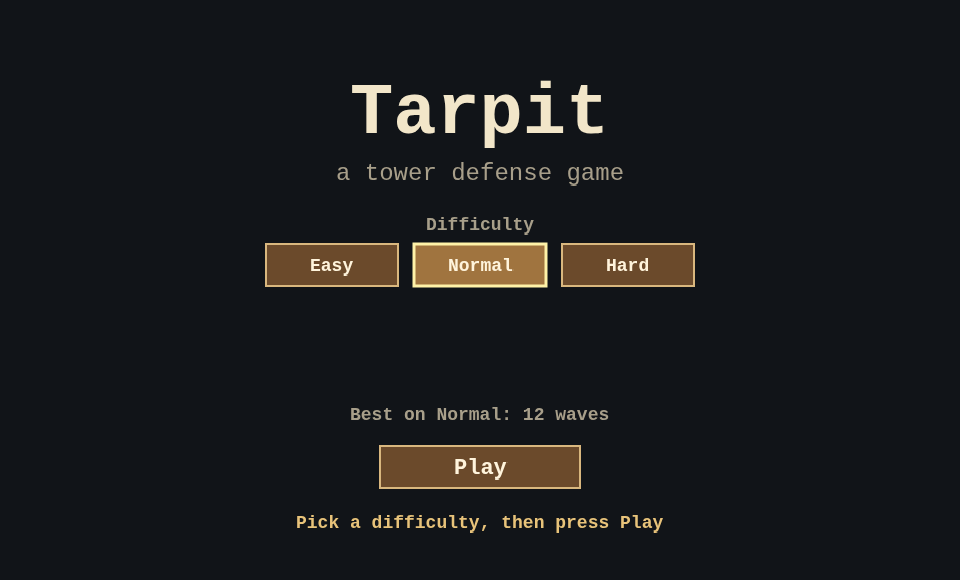 Tarpit
a tower defense game
Difficulty
Easy Normal Hard
Best on Normal: 12 waves
Play
Pick a difficulty, then press Play